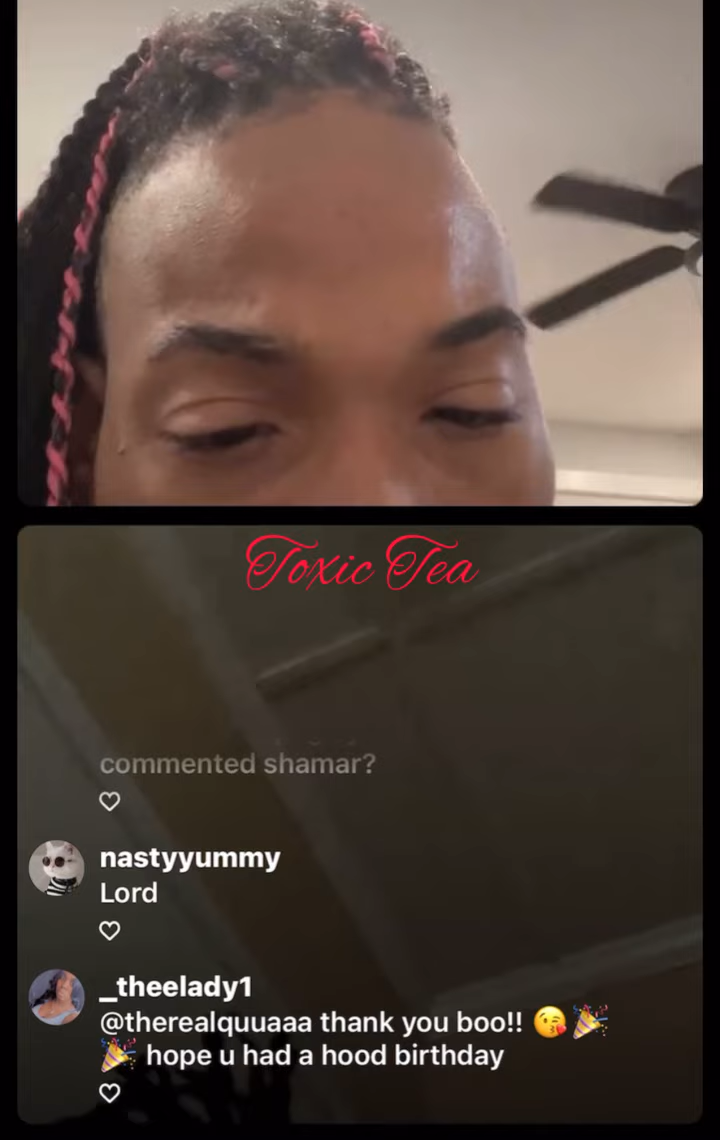 Toxic Tea
commented shamar?
nastyyummy
Lord
_theelady1
@therealquuaaa thank you boo!! 😘🎉
🎉 hope u had a hood birthday